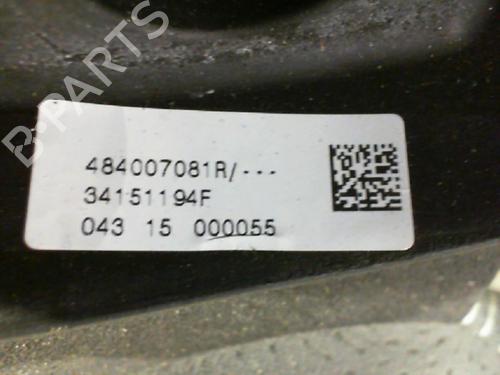 B-PARTS
484007081R/---
34151194F
043 15 000055